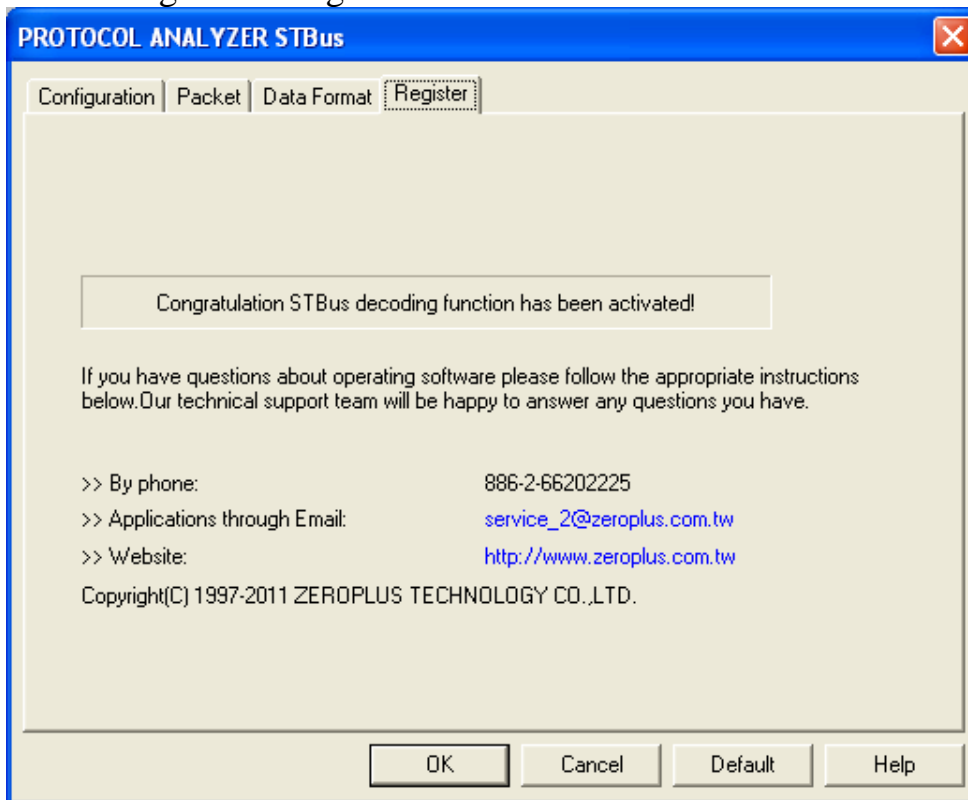 PROTOCOL ANALYZER STBus
Configuration Packet Data Format Register
Congratulation STBus decoding function has been activated!
If you have questions about operating software please follow the appropriate instructions
below.Our technical support team will be happy to answer any questions you have.
>> By phone: 886-2-66202225
>> Applications through Email: service_2@zeroplus.com.tw
>> Website: http://www.zeroplus.com.tw
Copyright(C) 1997-2011 ZEROPLUS TECHNOLOGY CO.,LTD.
OK Cancel Default Help